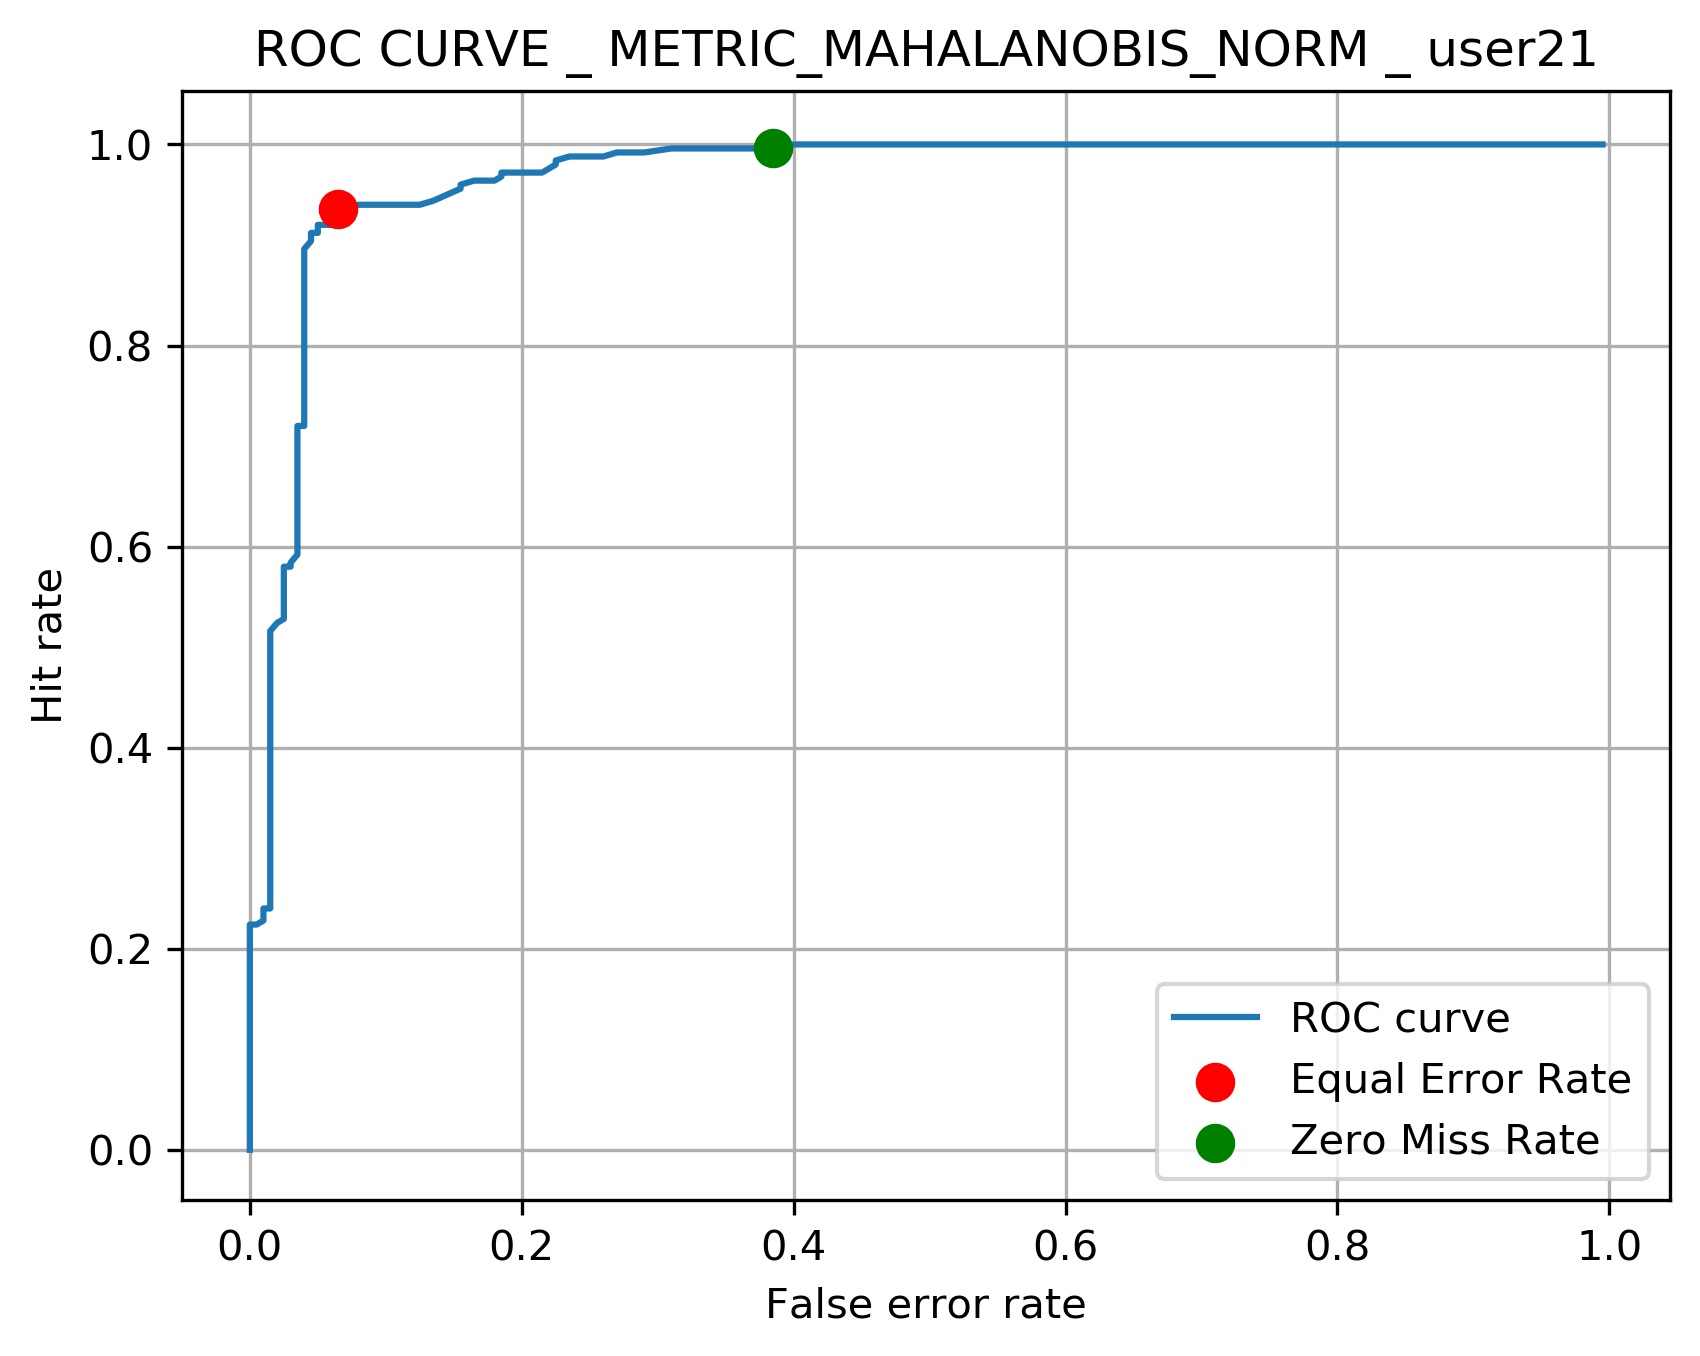 ROC CURVE _ METRIC_MAHALANOBIS_NORM _ user21
1.0
0.8
0.6
0.4
0.2
0.0
Hit rate
ROC curve
Equal Error Rate
Zero Miss Rate
0.0 0.2 0.4 0.6 0.8 1.0
False error rate